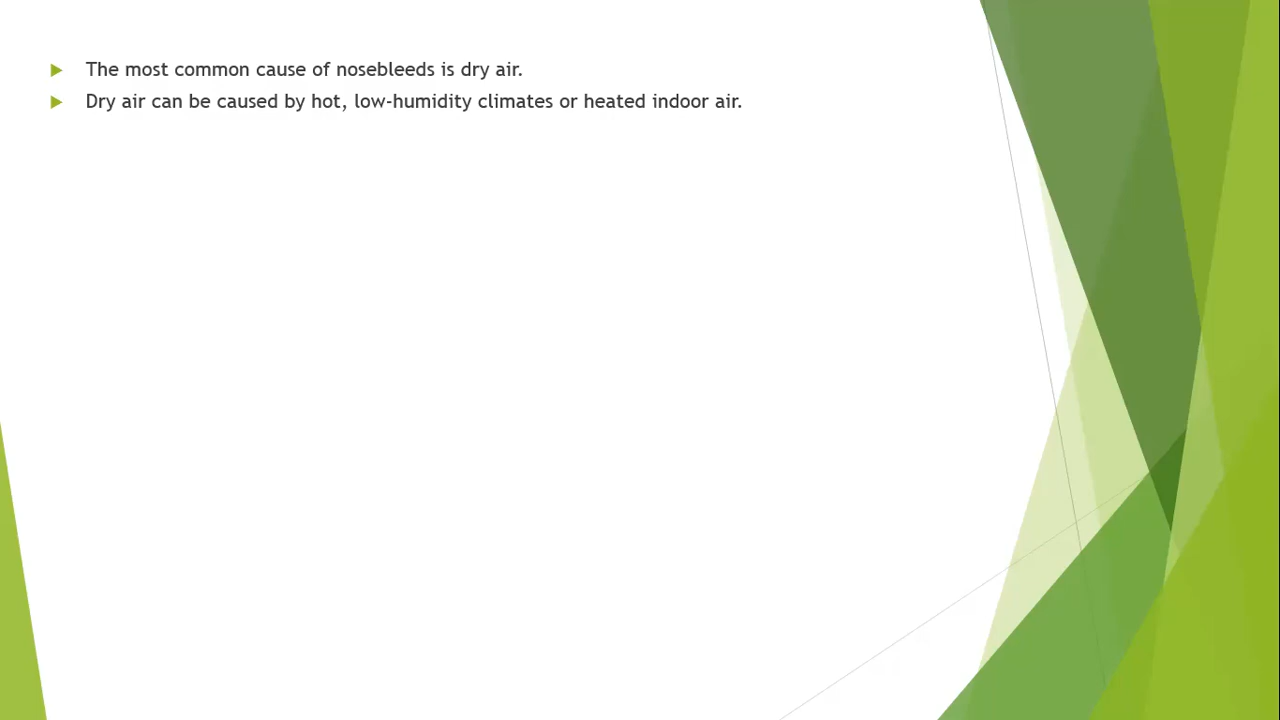 The most common cause of nosebleeds is dry air.
Dry air can be caused by hot, low-humidity climates or heated indoor air.